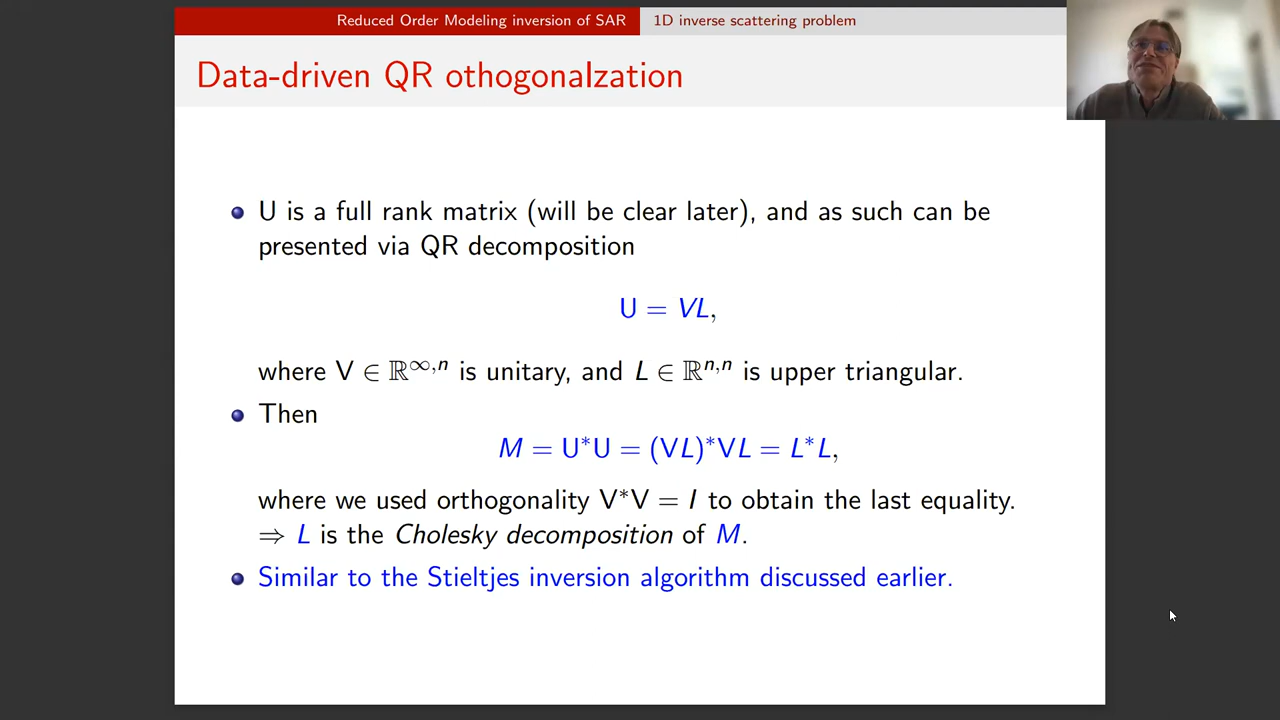 Reduced Order Modeling inversion of SAR 1D inverse scattering problem
Data-driven QR othogonalzation
U is a full rank matrix (will be clear later), and as such can be
presented via QR decomposition
U = VL,
where V ∈ ℝ^{∞,n} is unitary, and L ∈ ℝ^{n,n} is upper triangular.
Then
M = U*U = (VL)*VL = L*L,
where we used orthogonality V*V = I to obtain the last equality.
⇒ L is the Cholesky decomposition of M.
Similar to the Stieltjes inversion algorithm discussed earlier.